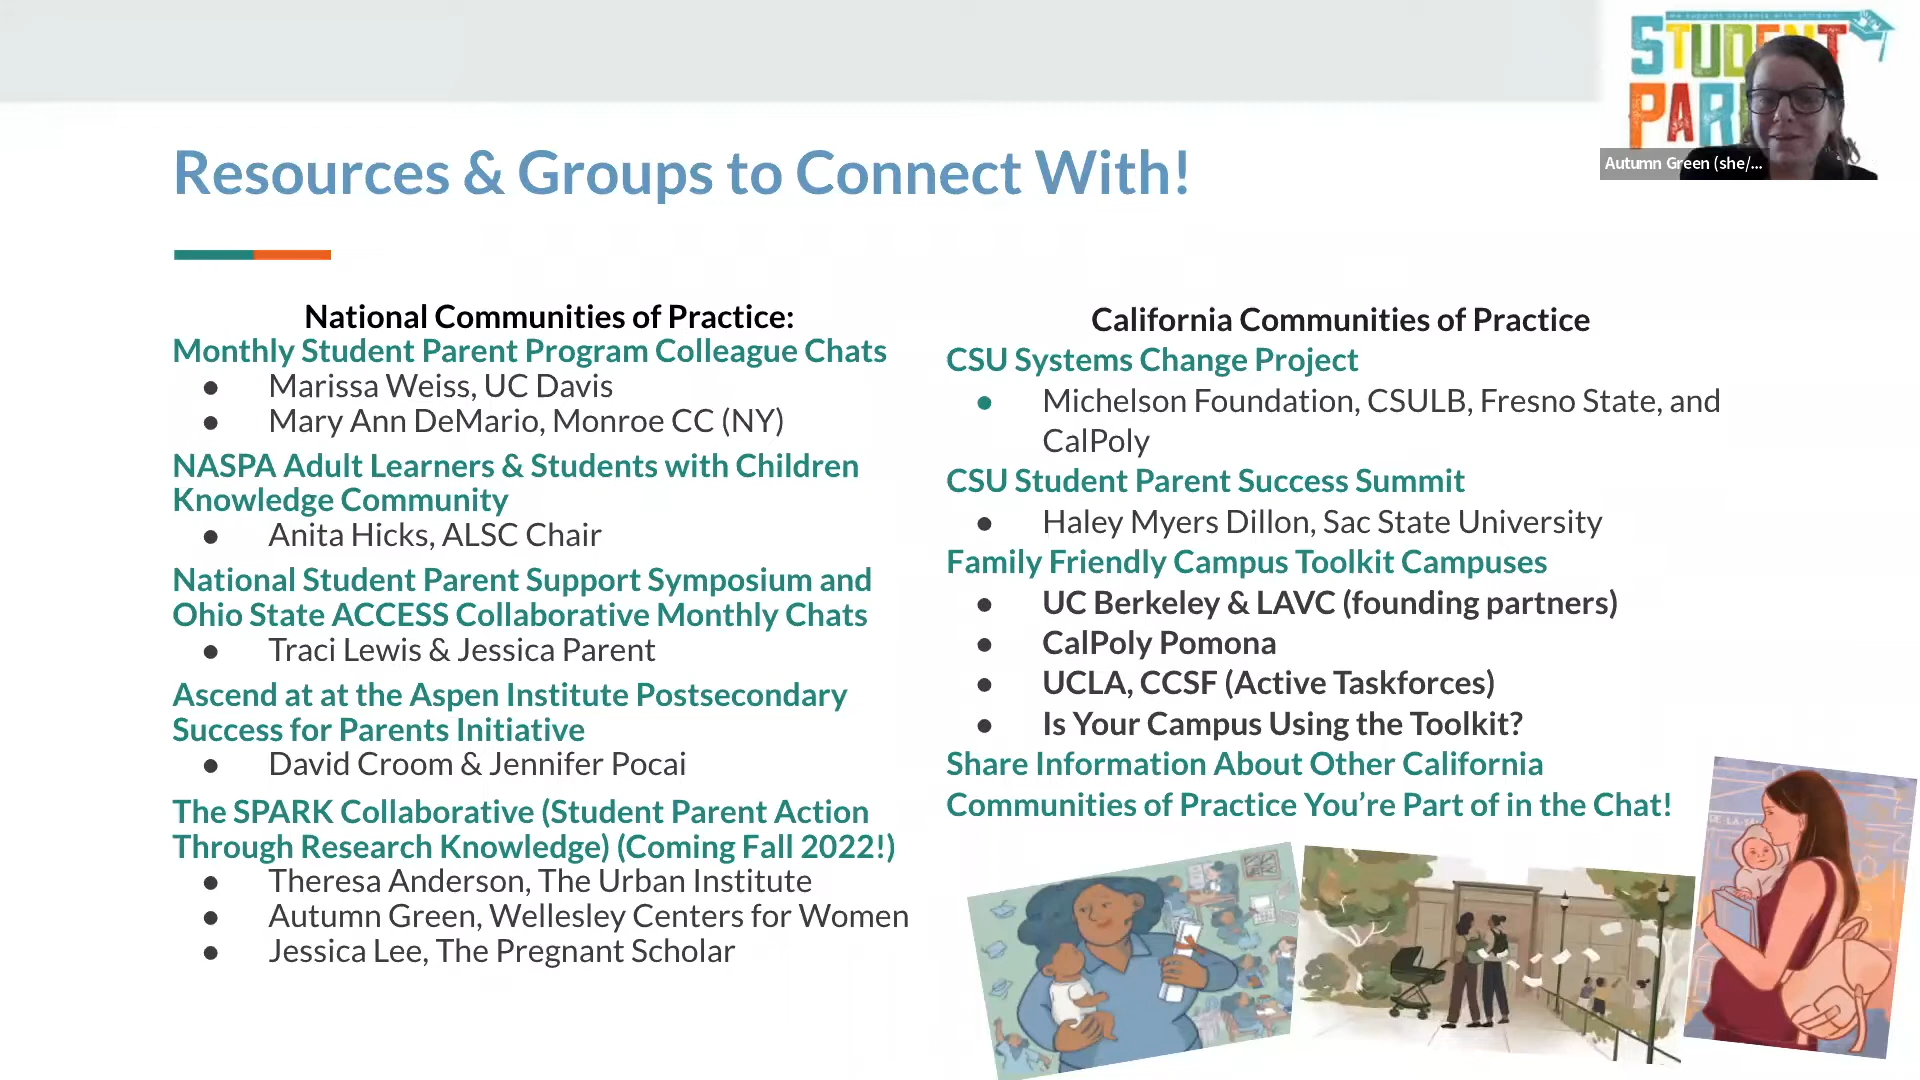 we support students with children
STUDENT
PAR
Autumn Green (she/...
Resources & Groups to Connect With!
National Communities of Practice:
Monthly Student Parent Program Colleague Chats
● Marissa Weiss, UC Davis
● Mary Ann DeMario, Monroe CC (NY)
NASPA Adult Learners & Students with Children
Knowledge Community
● Anita Hicks, ALSC Chair
National Student Parent Support Symposium and
Ohio State ACCESS Collaborative Monthly Chats
● Traci Lewis & Jessica Parent
Ascend at at the Aspen Institute Postsecondary
Success for Parents Initiative
● David Croom & Jennifer Pocai
The SPARK Collaborative (Student Parent Action
Through Research Knowledge) (Coming Fall 2022!)
● Theresa Anderson, The Urban Institute
● Autumn Green, Wellesley Centers for Women
● Jessica Lee, The Pregnant Scholar
California Communities of Practice
CSU Systems Change Project
● Michelson Foundation, CSULB, Fresno State, and
CalPoly
CSU Student Parent Success Summit
● Haley Myers Dillon, Sac State University
Family Friendly Campus Toolkit Campuses
● UC Berkeley & LAVC (founding partners)
● CalPoly Pomona
● UCLA, CCSF (Active Taskforces)
● Is Your Campus Using the Toolkit?
Share Information About Other California
Communities of Practice You’re Part of in the Chat!